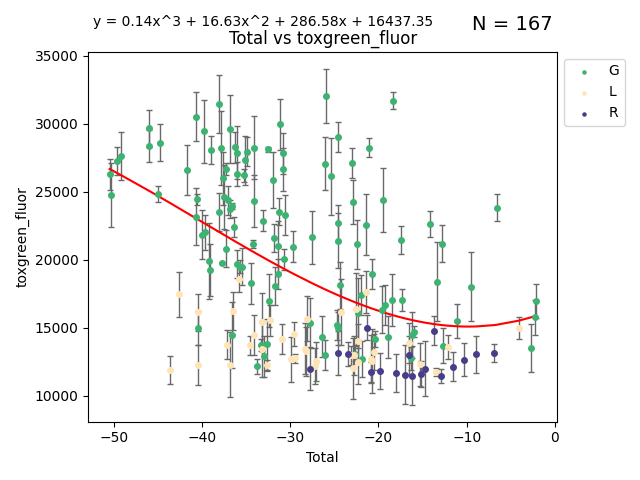 y = 0.14x^3 + 16.63x^2 + 286.58x + 16437.35
N = 167
Total vs toxgreen_fluor
35000
30000
25000
20000
15000
10000
toxgreen_fluor
−50
−40
−30
−20
−10
0
Total
G
L
R